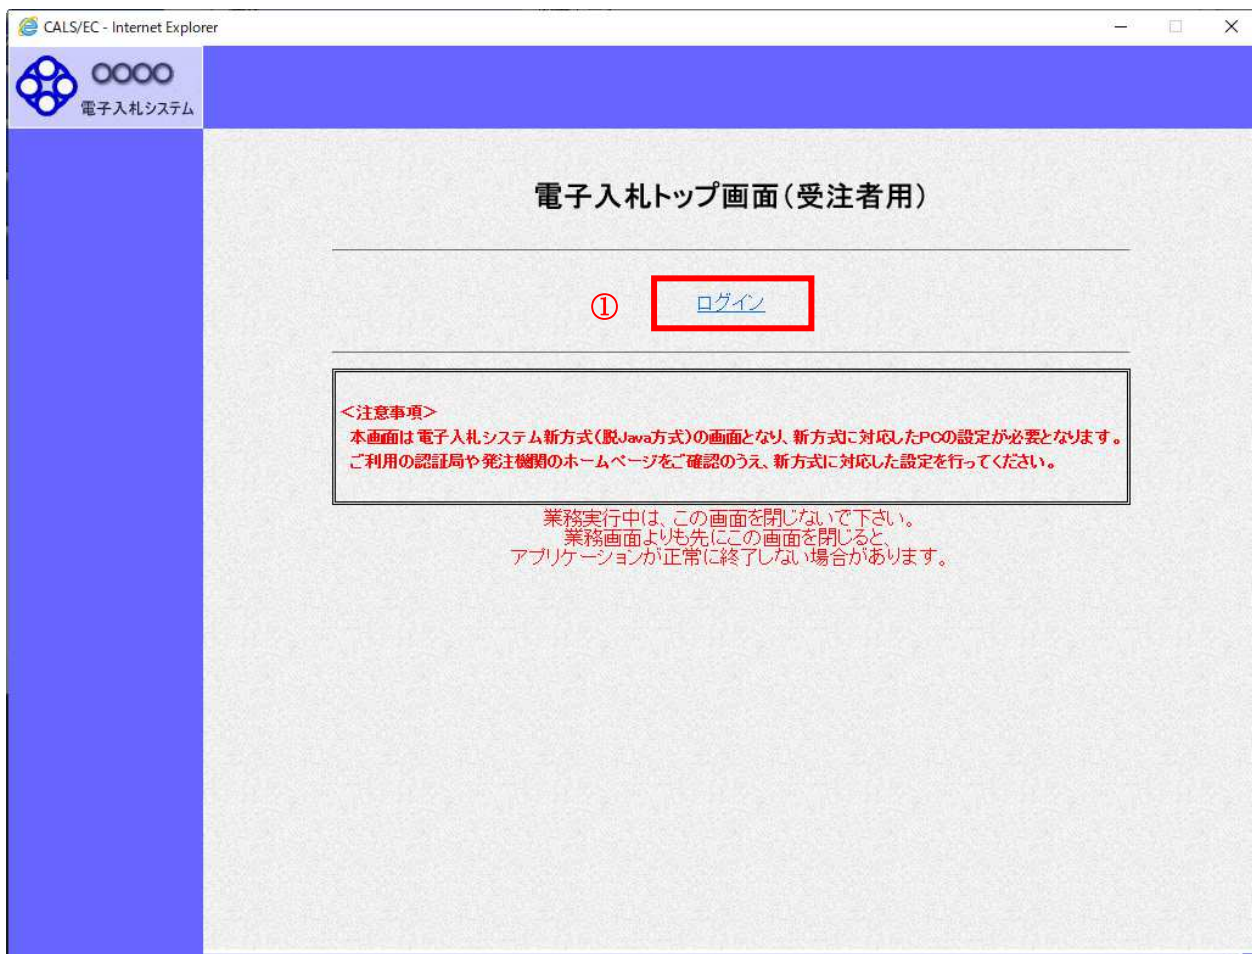 CALS/EC - Internet Explorer
○○○○
電子入札システム
電子入札トップ画面(受注者用)
① ログイン
<注意事項>
本画面は電子入札システム新方式(脱Java方式)の画面となり、新方式に対応したPCの設定が必要となります。
ご利用の認証局や発注機関のホームページをご確認のうえ、新方式に対応した設定を行ってください。
業務実行中は、この画面を閉じないで下さい。
業務画面よりも先にこの画面を閉じると、
アプリケーションが正常に終了しない場合があります。